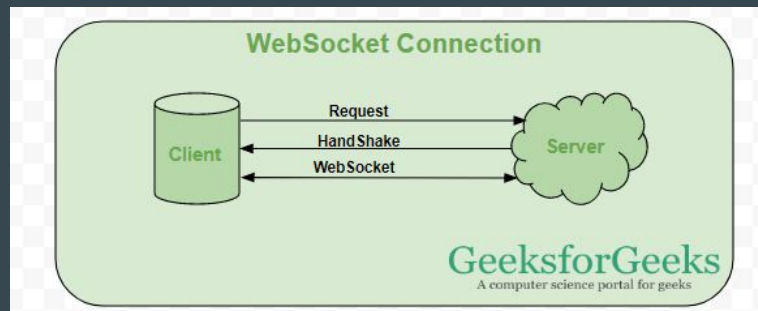 WebSocket Connection
Request
HandShake
WebSocket
Client
Server
GeeksforGeeks
A computer science portal for geeks